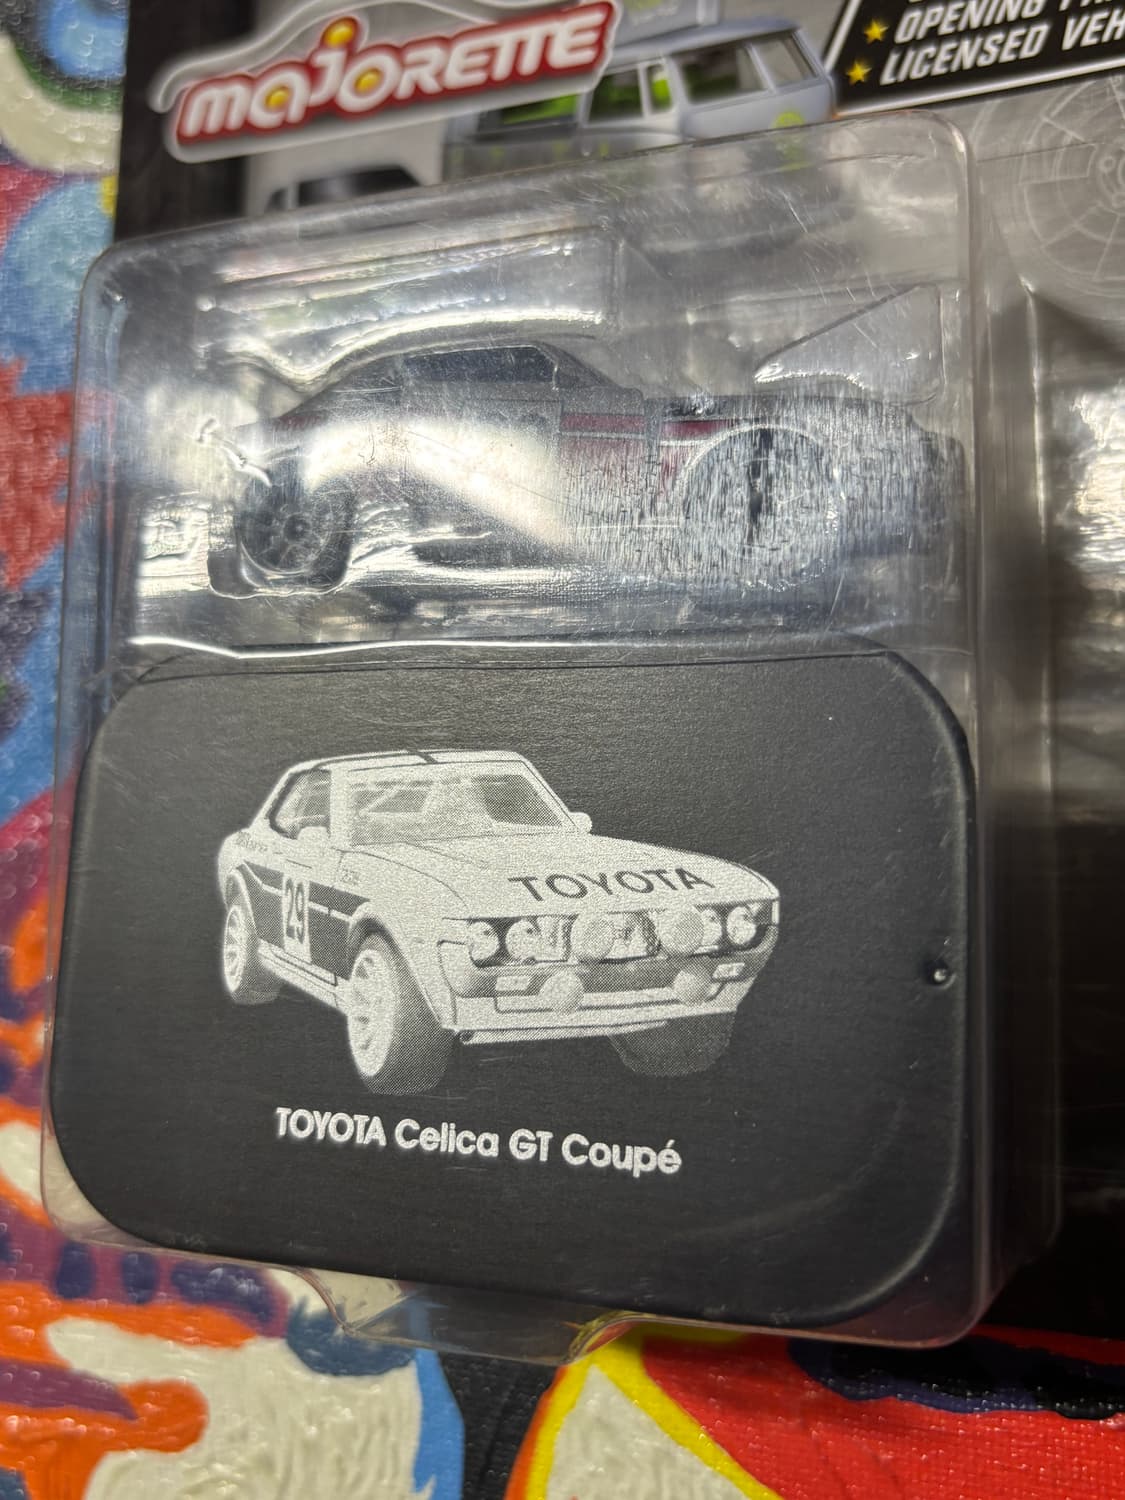 majorette
OPENING
LICENSED VEH
TOYOTA
29
TOYOTA Celica GT Coupé